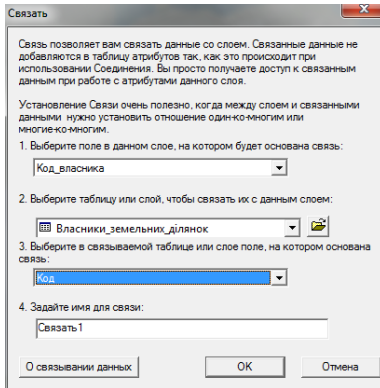 Связать
Связь позволяет вам связать данные со слоем. Связанные данные не
добавляются в таблицу атрибутов так, как это происходит при
использовании Соединения. Вы просто получаете доступ к связанным
данным при работе с атрибутами данного слоя.
Установление Связи очень полезно, когда между слоем и связанными
данными нужно установить отношение один-ко-многим или
многие-ко-многим.
1. Выберите поле в данном слое, на котором будет основана связь:
Код_власника
2. Выберите таблицу или слой, чтобы связать их с данным слоем:
Власники_земельних_ділянок
3. Выберите в связываемой таблице или слое поле, на котором основана
связь:
Код
4. Задайте имя для связи:
Связать1
О связывании данных
OK
Отмена